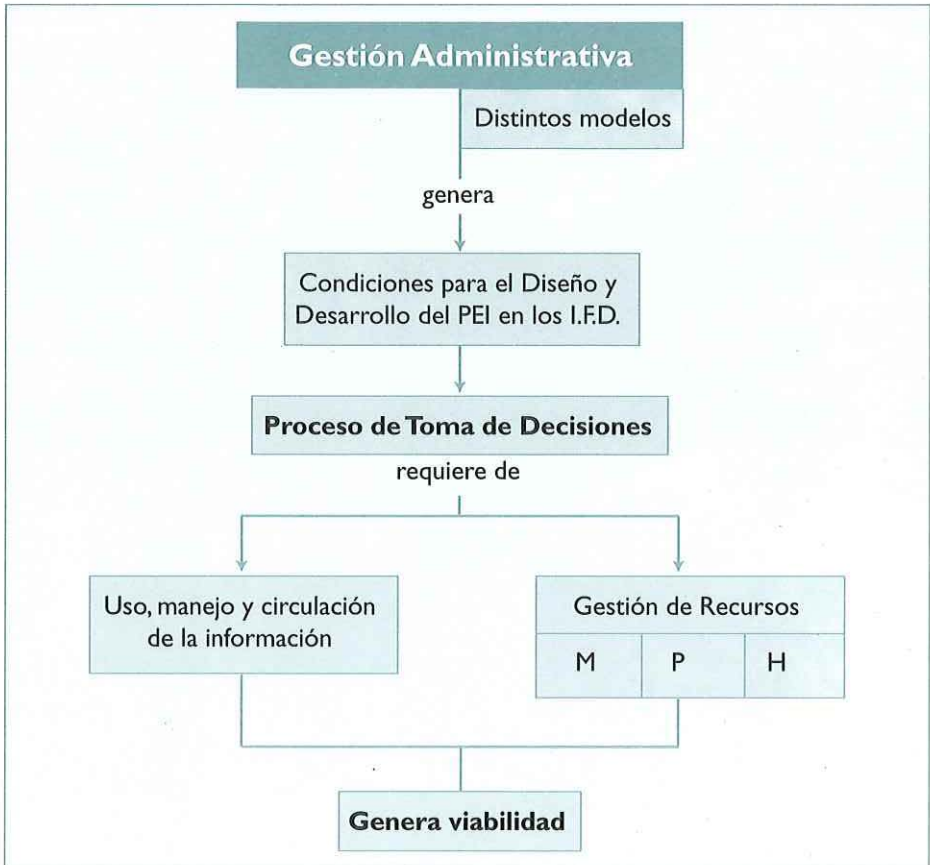 Gestión Administrativa
Distintos modelos
genera
Condiciones para el Diseño y
Desarrollo del PEI en los I.F.D.
Proceso de Toma de Decisiones
requiere de
Uso, manejo y circulación
de la información
Gestión de Recursos
M P H
Genera viabilidad